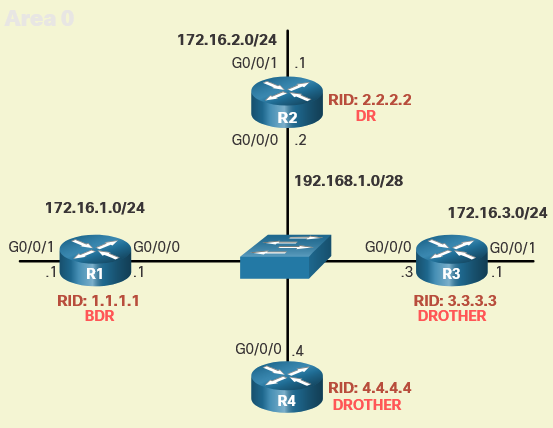 Area 0
172.16.2.0/24
G0/0/1
.1
R2
RID: 2.2.2.2
DR
G0/0/0
.2
192.168.1.0/28
172.16.1.0/24
G0/0/1
.1
R1
G0/0/0
.1
RID: 1.1.1.1
BDR
172.16.3.0/24
G0/0/0
.3
R3
G0/0/1
.1
RID: 3.3.3.3
DROTHER
G0/0/0
.4
R4
RID: 4.4.4.4
DROTHER